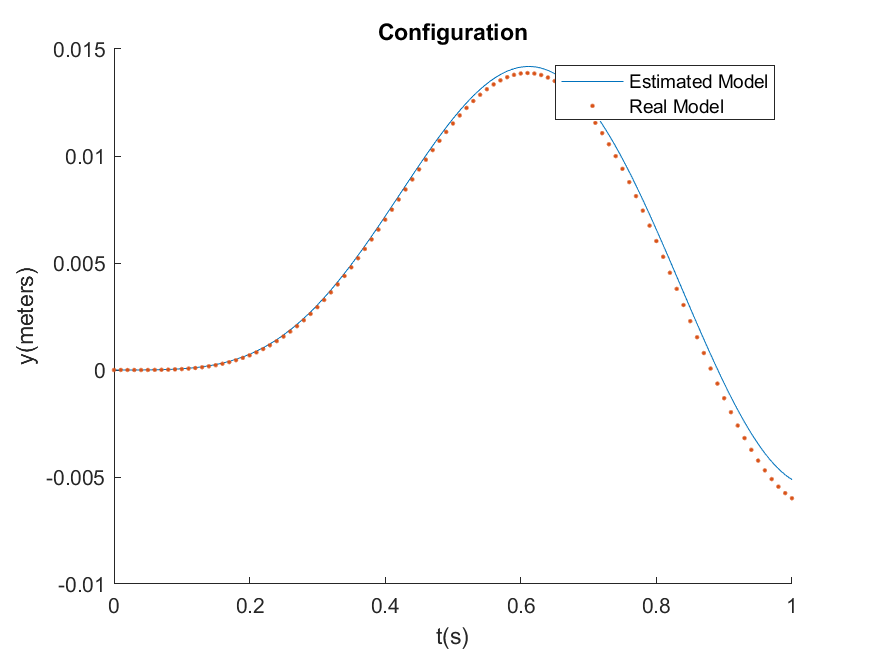 Configuration
0.015
0.01
0.005
0
-0.005
-0.01
y(meters)
Estimated Model
Real Model
0 0.2 0.4 0.6 0.8 1
t(s)